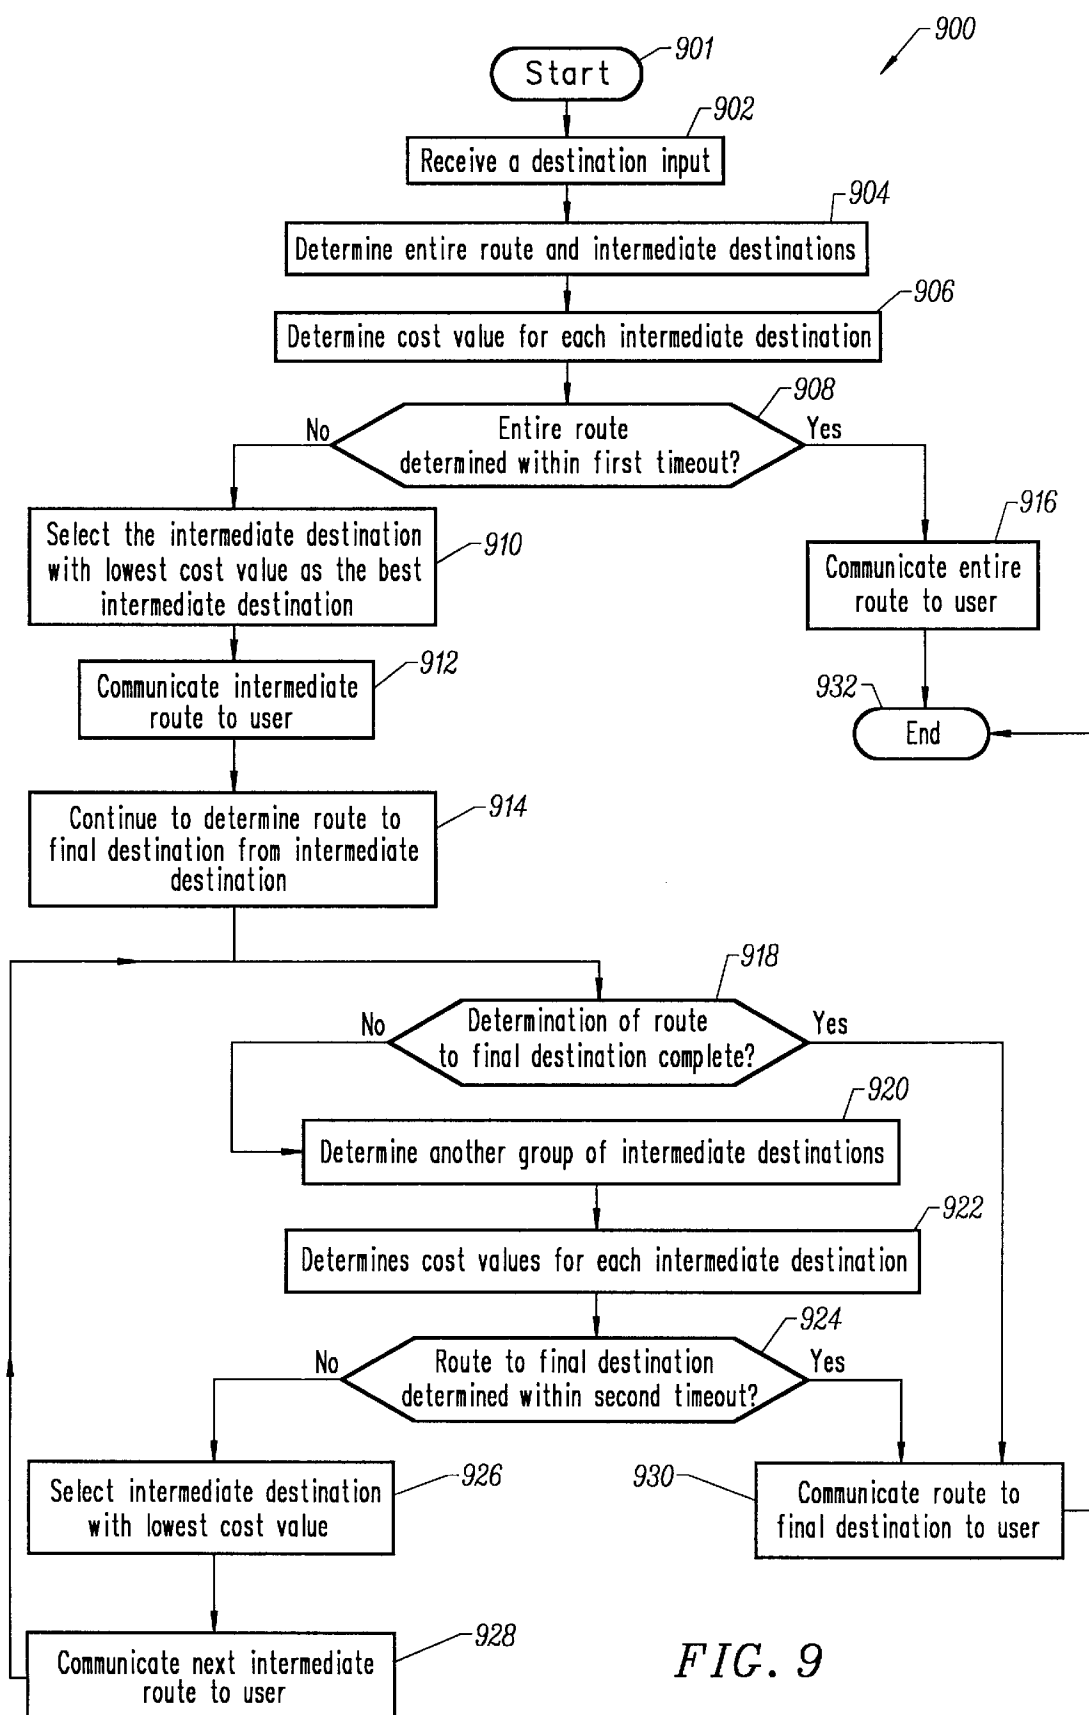 900
Start
901
902
Receive a destination input
904
Determine entire route and intermediate destinations
906
Determine cost value for each intermediate destination
908
No
Entire route
determined within first timeout?
Yes
Select the intermediate destination
with lowest cost value as the best
intermediate destination
910
916
Communicate entire
route to user
912
Communicate intermediate
route to user
932
End
Continue to determine route to
final destination from intermediate
destination
914
918
No
Determination of route
to final destination complete?
Yes
920
Determine another group of intermediate destinations
922
Determines cost values for each intermediate destination
924
No
Route to final destination
determined within second timeout?
Yes
Select intermediate destination
with lowest cost value
926
930
Communicate route to
final destination to user
Communicate next intermediate
route to user
928
FIG. 9